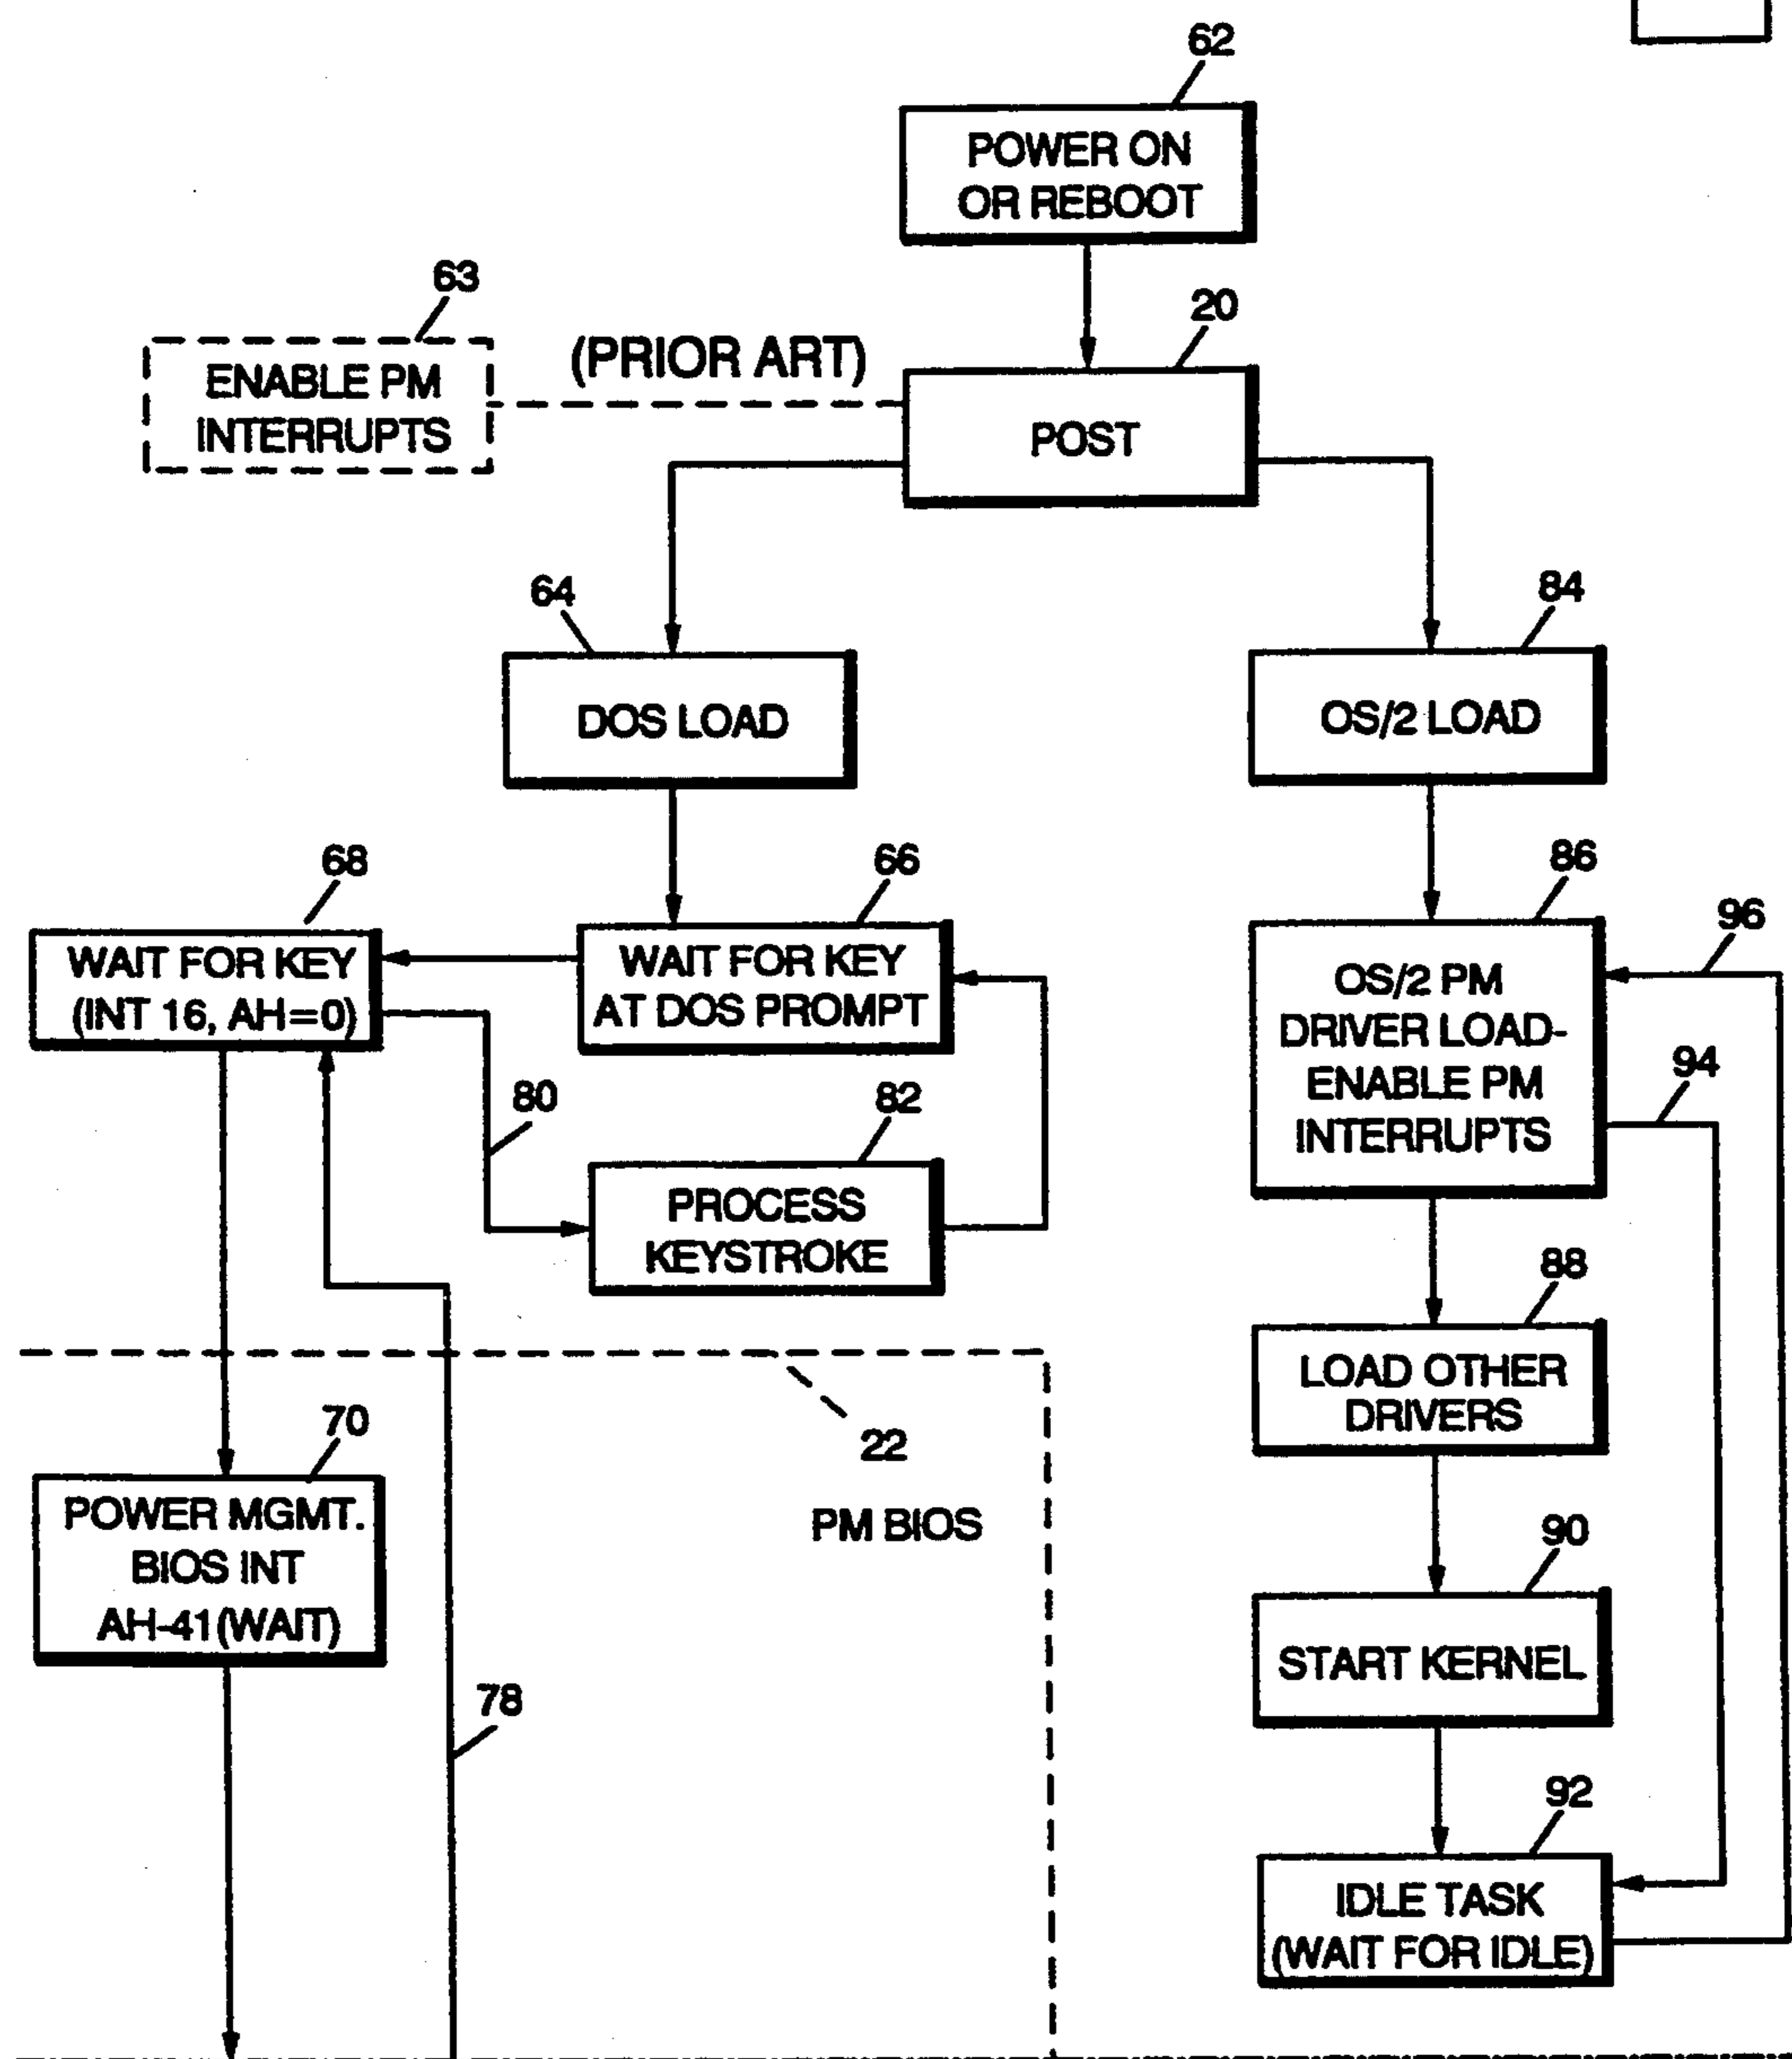 62
POWER ON
OR REBOOT
63
ENABLE PM
INTERRUPTS
(PRIOR ART)
20
POST
64
DOS LOAD
84
OS/2 LOAD
68
WAIT FOR KEY
(INT 16, AH=0)
66
WAIT FOR KEY
AT DOS PROMPT
86
OS/2 PM
DRIVER LOAD-
ENABLE PM
INTERRUPTS
96
94
80
82
PROCESS
KEYSTROKE
88
LOAD OTHER
DRIVERS
22
PM BIOS
70
POWER MGMT.
BIOS INT
AH-41(WAIT)
78
90
START KERNEL
92
IDLE TASK
(WAIT FOR IDLE)